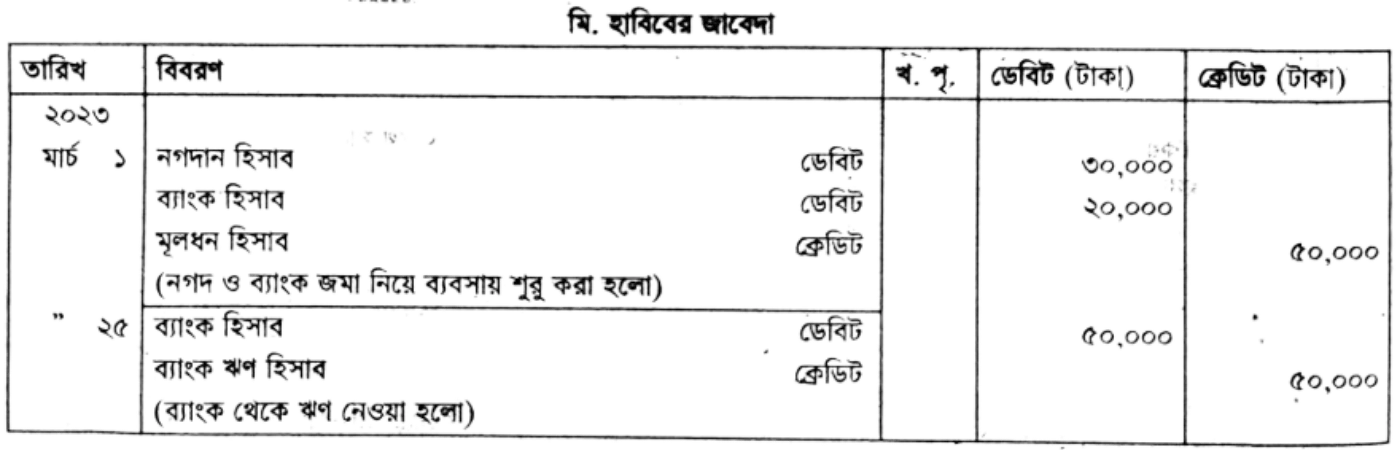 মি. হাবিবের জাবেদা
তারিখ বিবরণ খ. পৃ. ডেবিট (টাকা) ক্রেডিট (টাকা)
২০২৩
মার্চ ১ নগদান হিসাব ডেবিট ৩০,০০০
ব্যাংক হিসাব ডেবিট ২০,০০০
মূলধন হিসাব ক্রেডিট ৫০,০০০
(নগদ ও ব্যাংক জমা নিয়ে ব্যবসায় শুরু করা হলো)
" ২৫ ব্যাংক হিসাব ডেবিট ৫০,০০০
ব্যাংক ঋণ হিসাব ক্রেডিট ৫০,০০০
(ব্যাংক থেকে ঋণ নেওয়া হলো)